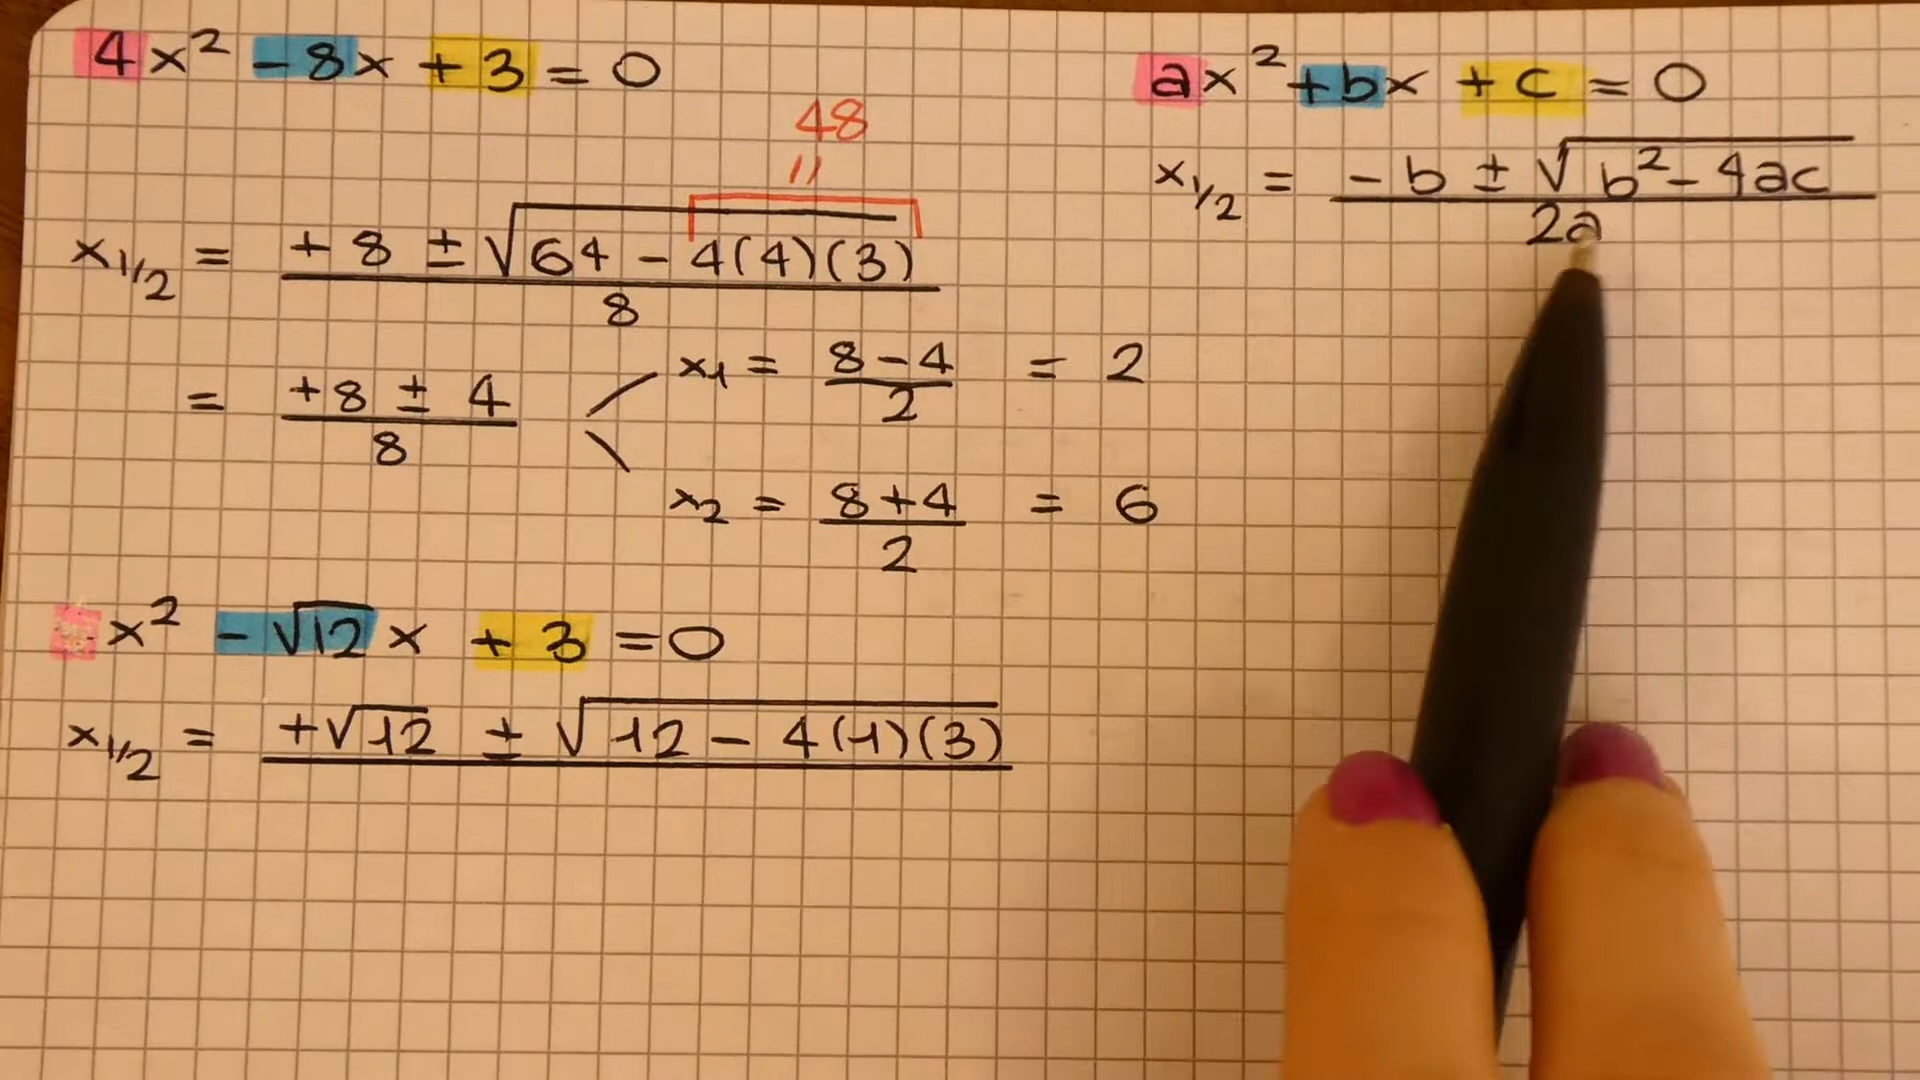 4x² - 8x + 3 = 0
48
11
x₁/₂ = +8 ± √64 - 4(4)(3)
8
= +8 ± 4
8
x₁ = 8 - 4 = 2
2
x₂ = 8 + 4 = 6
2
x² - √12 x + 3 = 0
x₁/₂ = +√12 ± √12 - 4(1)(3)
ax² + bx + c = 0
x₁/₂ = -b ± √b² - 4ac
2a